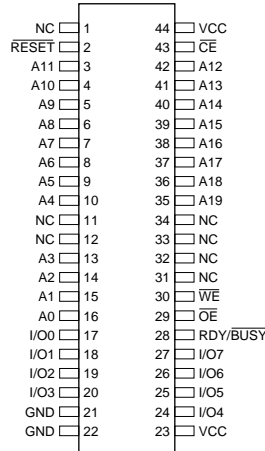 NC 1 44 VCC
RESET 2 43 CE
A11 3 42 A12
A10 4 41 A13
A9 5 40 A14
A8 6 39 A15
A7 7 38 A16
A6 8 37 A17
A5 9 36 A18
A4 10 35 A19
NC 11 34 NC
NC 12 33 NC
A3 13 32 NC
A2 14 31 NC
A1 15 30 WE
A0 16 29 OE
I/O0 17 28 RDY/BUSY
I/O1 18 27 I/O7
I/O2 19 26 I/O6
I/O3 20 25 I/O5
GND 21 24 I/O4
GND 22 23 VCC